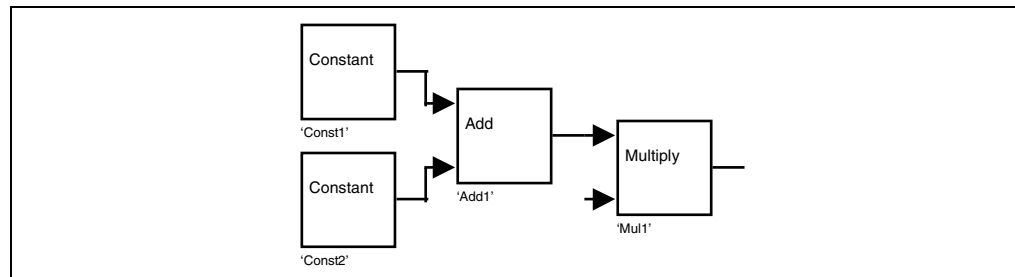 Constant
‘Const1’
Add
‘Add1’
Constant
‘Const2’
Multiply
‘Mul1’